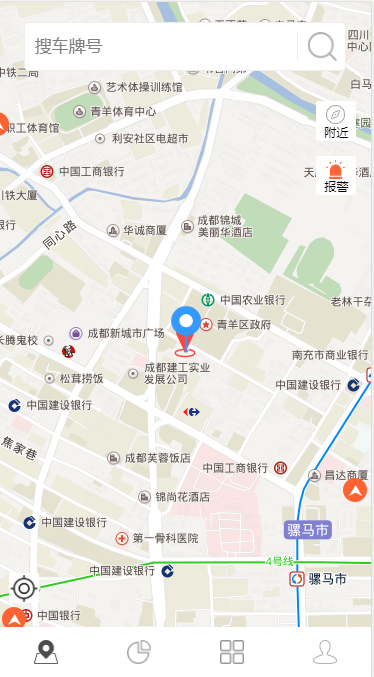 四川
中心
搜车牌号
中铁二局
白马
艺术体操训练馆
青羊体育中心
附近
职工体育馆
利安社区电超市
中国工商银行
报警
川铁大厦
成都锦城
美丽华酒店
华诚商厦
同心路
中国农业银行
老林干杂
青羊区政府
成都新城市广场
长腾鬼校
南充市商业银行
成都建工实业
发展公司
松茸捞饭
中国建设银行
中国建设银行
焦家巷
成都芙蓉饭店
中国工商银行
昌达商厦
锦尚花酒店
中国建设银行
骡马市
第一骨科医院
4号线
中国建设银行
骡马市
中国银行